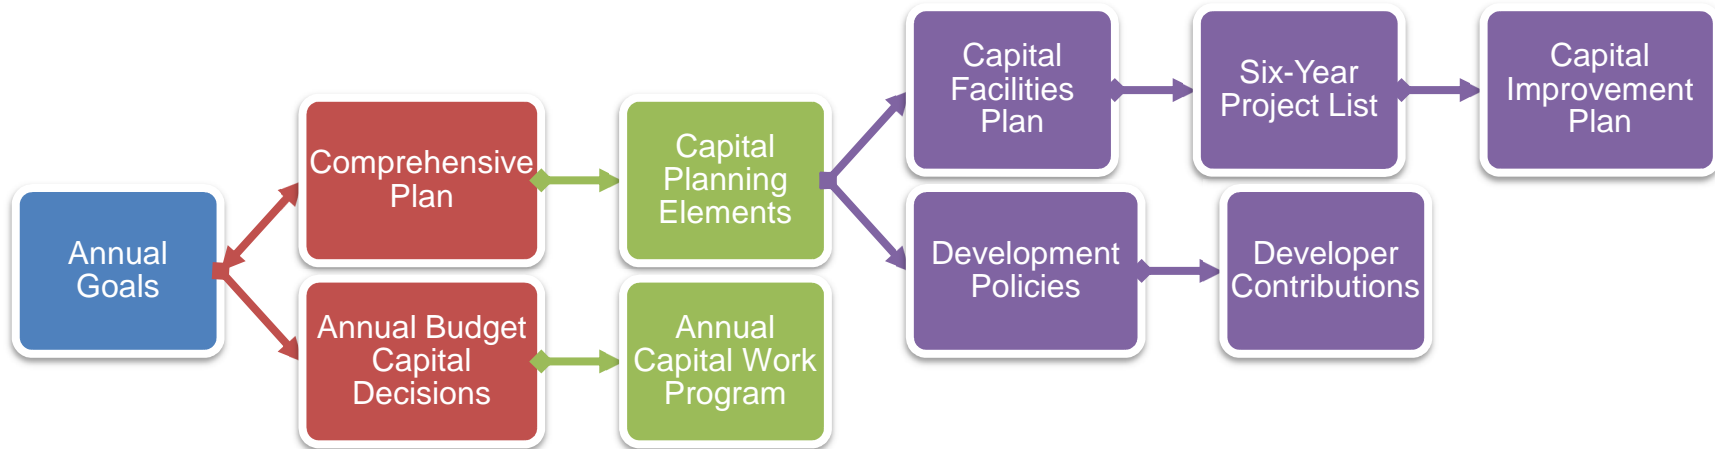 Annual
Goals
Comprehensive
Plan
Annual Budget
Capital
Decisions
Capital
Planning
Elements
Annual
Capital Work
Program
Capital
Facilities
Plan
Six-Year
Project List
Capital
Improvement
Plan
Development
Policies
Developer
Contributions